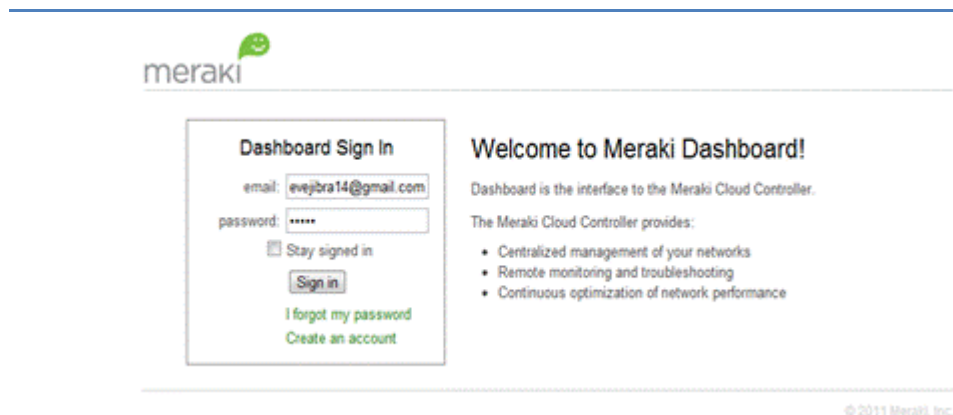 meraki
Dashboard Sign In
email: evejibra14@gmail.com
password: •••••
Stay signed in
Sign in
I forgot my password
Create an account
Welcome to Meraki Dashboard!
Dashboard is the interface to the Meraki Cloud Controller.
The Meraki Cloud Controller provides:
• Centralized management of your networks
• Remote monitoring and troubleshooting
• Continuous optimization of network performance
© 2011 Meraki, Inc